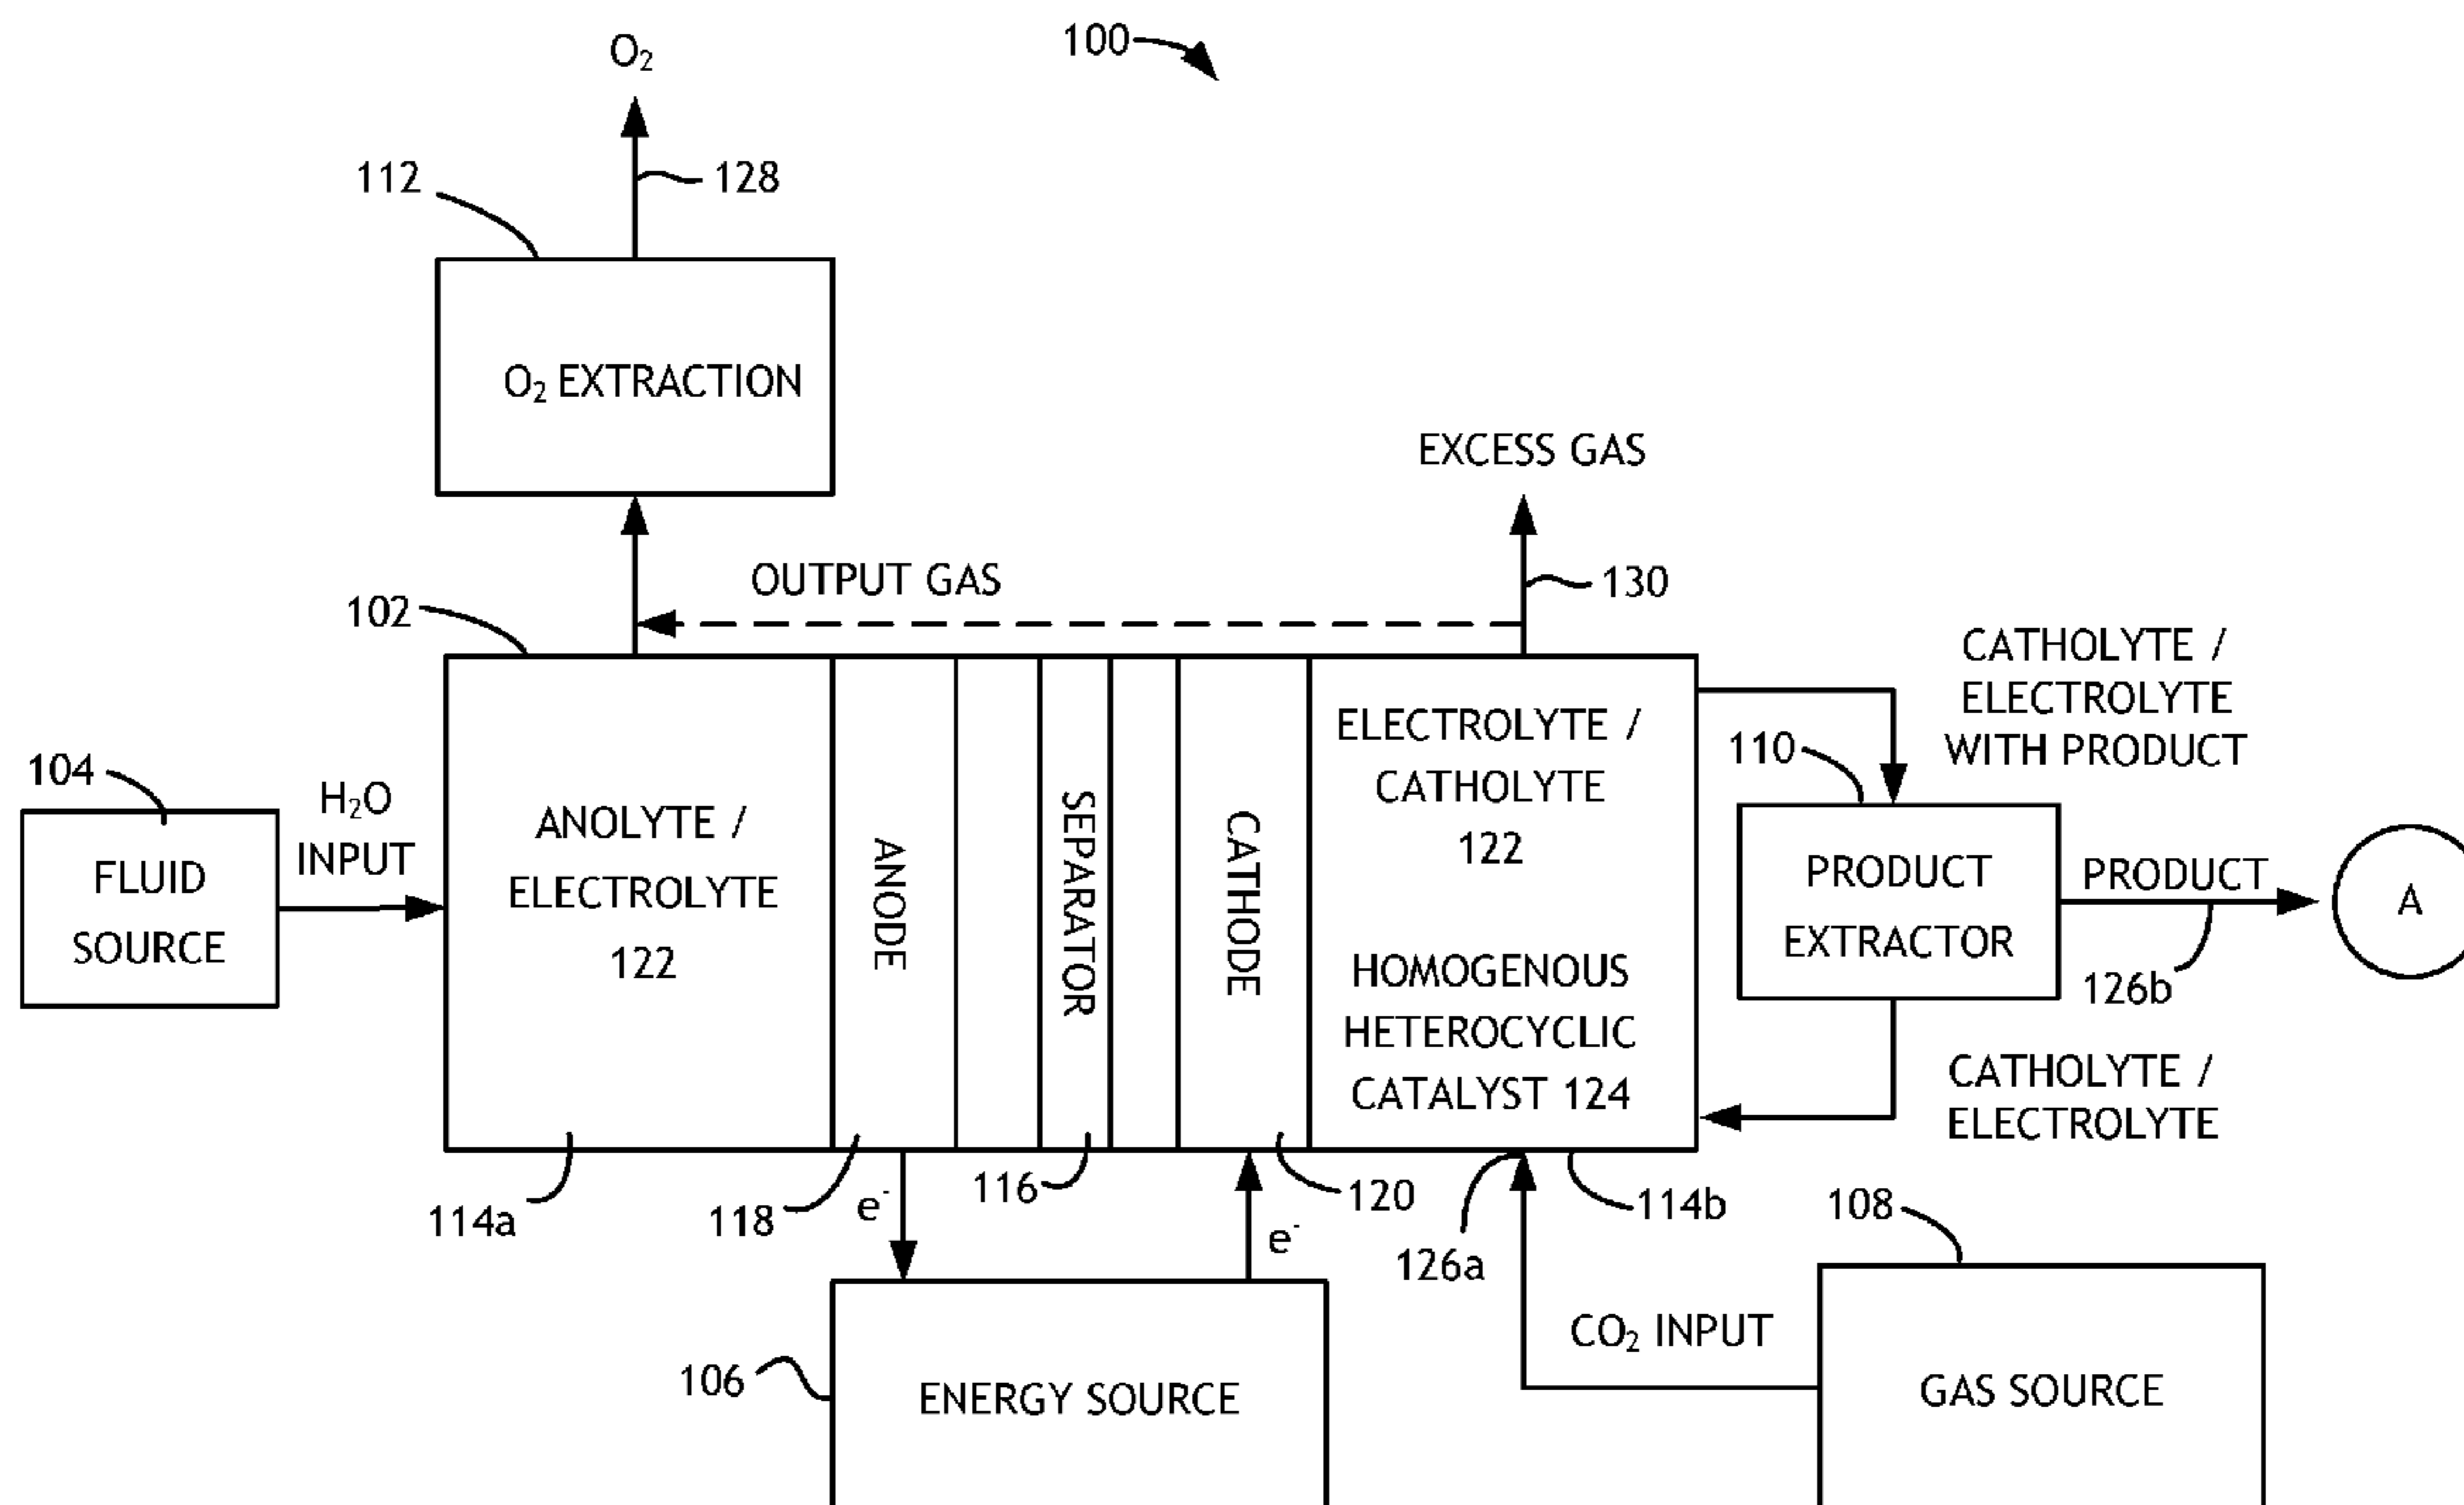 100
O₂
128
112
O₂ EXTRACTION
EXCESS GAS
130
OUTPUT GAS
102
CATHOLYTE /
ELECTROLYTE
WITH PRODUCT
104
H₂O
INPUT
FLUID
SOURCE
ANOLYTE /
ELECTROLYTE
122
ANODE
SEPARATOR
CATHODE
ELECTROLYTE /
CATHOLYTE
122
HOMOGENOUS
HETEROCYCLIC
CATALYST 124
110
PRODUCT
EXTRACTOR
PRODUCT
126b
A
CATHOLYTE /
ELECTROLYTE
114a
118
e⁻
116
e⁻
120
126a
114b
108
106
ENERGY SOURCE
CO₂ INPUT
GAS SOURCE